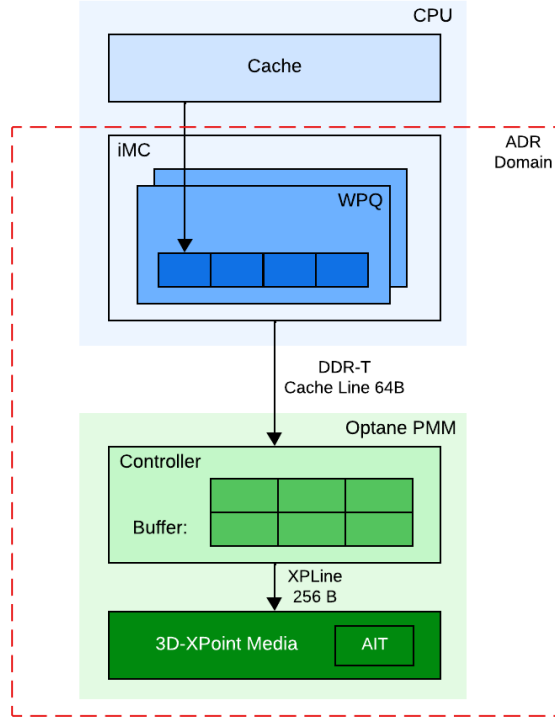 CPU
Cache
ADR
Domain
iMC
WPQ
DDR-T
Cache Line 64B
Optane PMM
Controller
Buffer:
XPLine
256 B
3D-XPoint Media
AIT